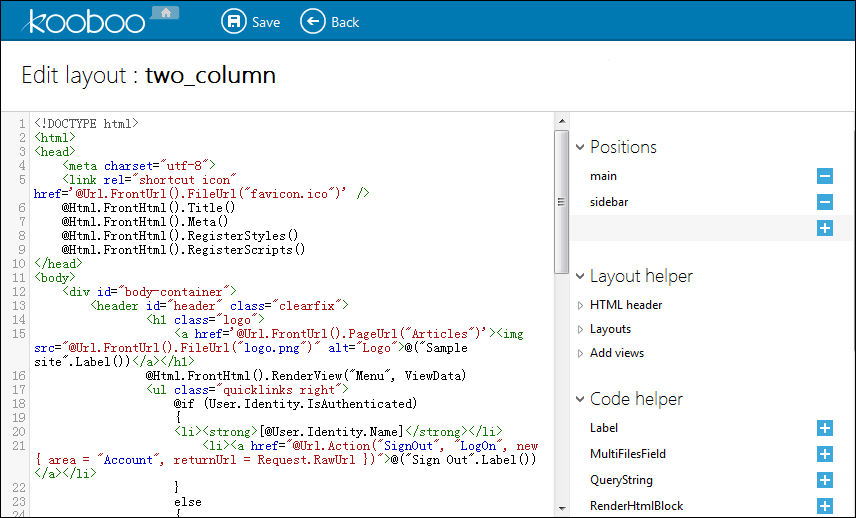 kooboo
Save
Back
Edit layout : two_column
1 <!DOCTYPE html>
2 <html>
3 <head>
4 <meta charset="utf-8">
5 <link rel="shortcut icon"
href='@Url.FrontUrl().FileUrl("favicon.ico")' />
6 @Html.FrontHtml().Title()
7 @Html.FrontHtml().Meta()
8 @Html.FrontHtml().RegisterStyles()
9 @Html.FrontHtml().RegisterScripts()
10 </head>
11 <body>
12 <div id="body-container">
13 <header id="header" class="clearfix">
14 <h1 class="logo">
15 <a href='@Url.FrontUrl().PageUrl("Articles")'><img
src="@Url.FrontUrl().FileUrl("logo.png")" alt="Logo">@("Sample
site".Label())</a></h1>
16 @Html.FrontHtml().RenderView("Menu", ViewData)
17 <ul class="quicklinks right">
18 @if (User.Identity.IsAuthenticated)
19 {
20 <li><strong>[@User.Identity.Name]</strong></li>
21 <li><a href="@Url.Action("SignOut", "LogOn", new
{ area = "Account", returnUrl = Request.RawUrl })">@("Sign Out".Label())
</a></li>
22 }
23 else
24 {
Positions
main
sidebar
Layout helper
HTML header
Layouts
Add views
Code helper
Label
MultiFilesField
QueryString
RenderHtmlBlock